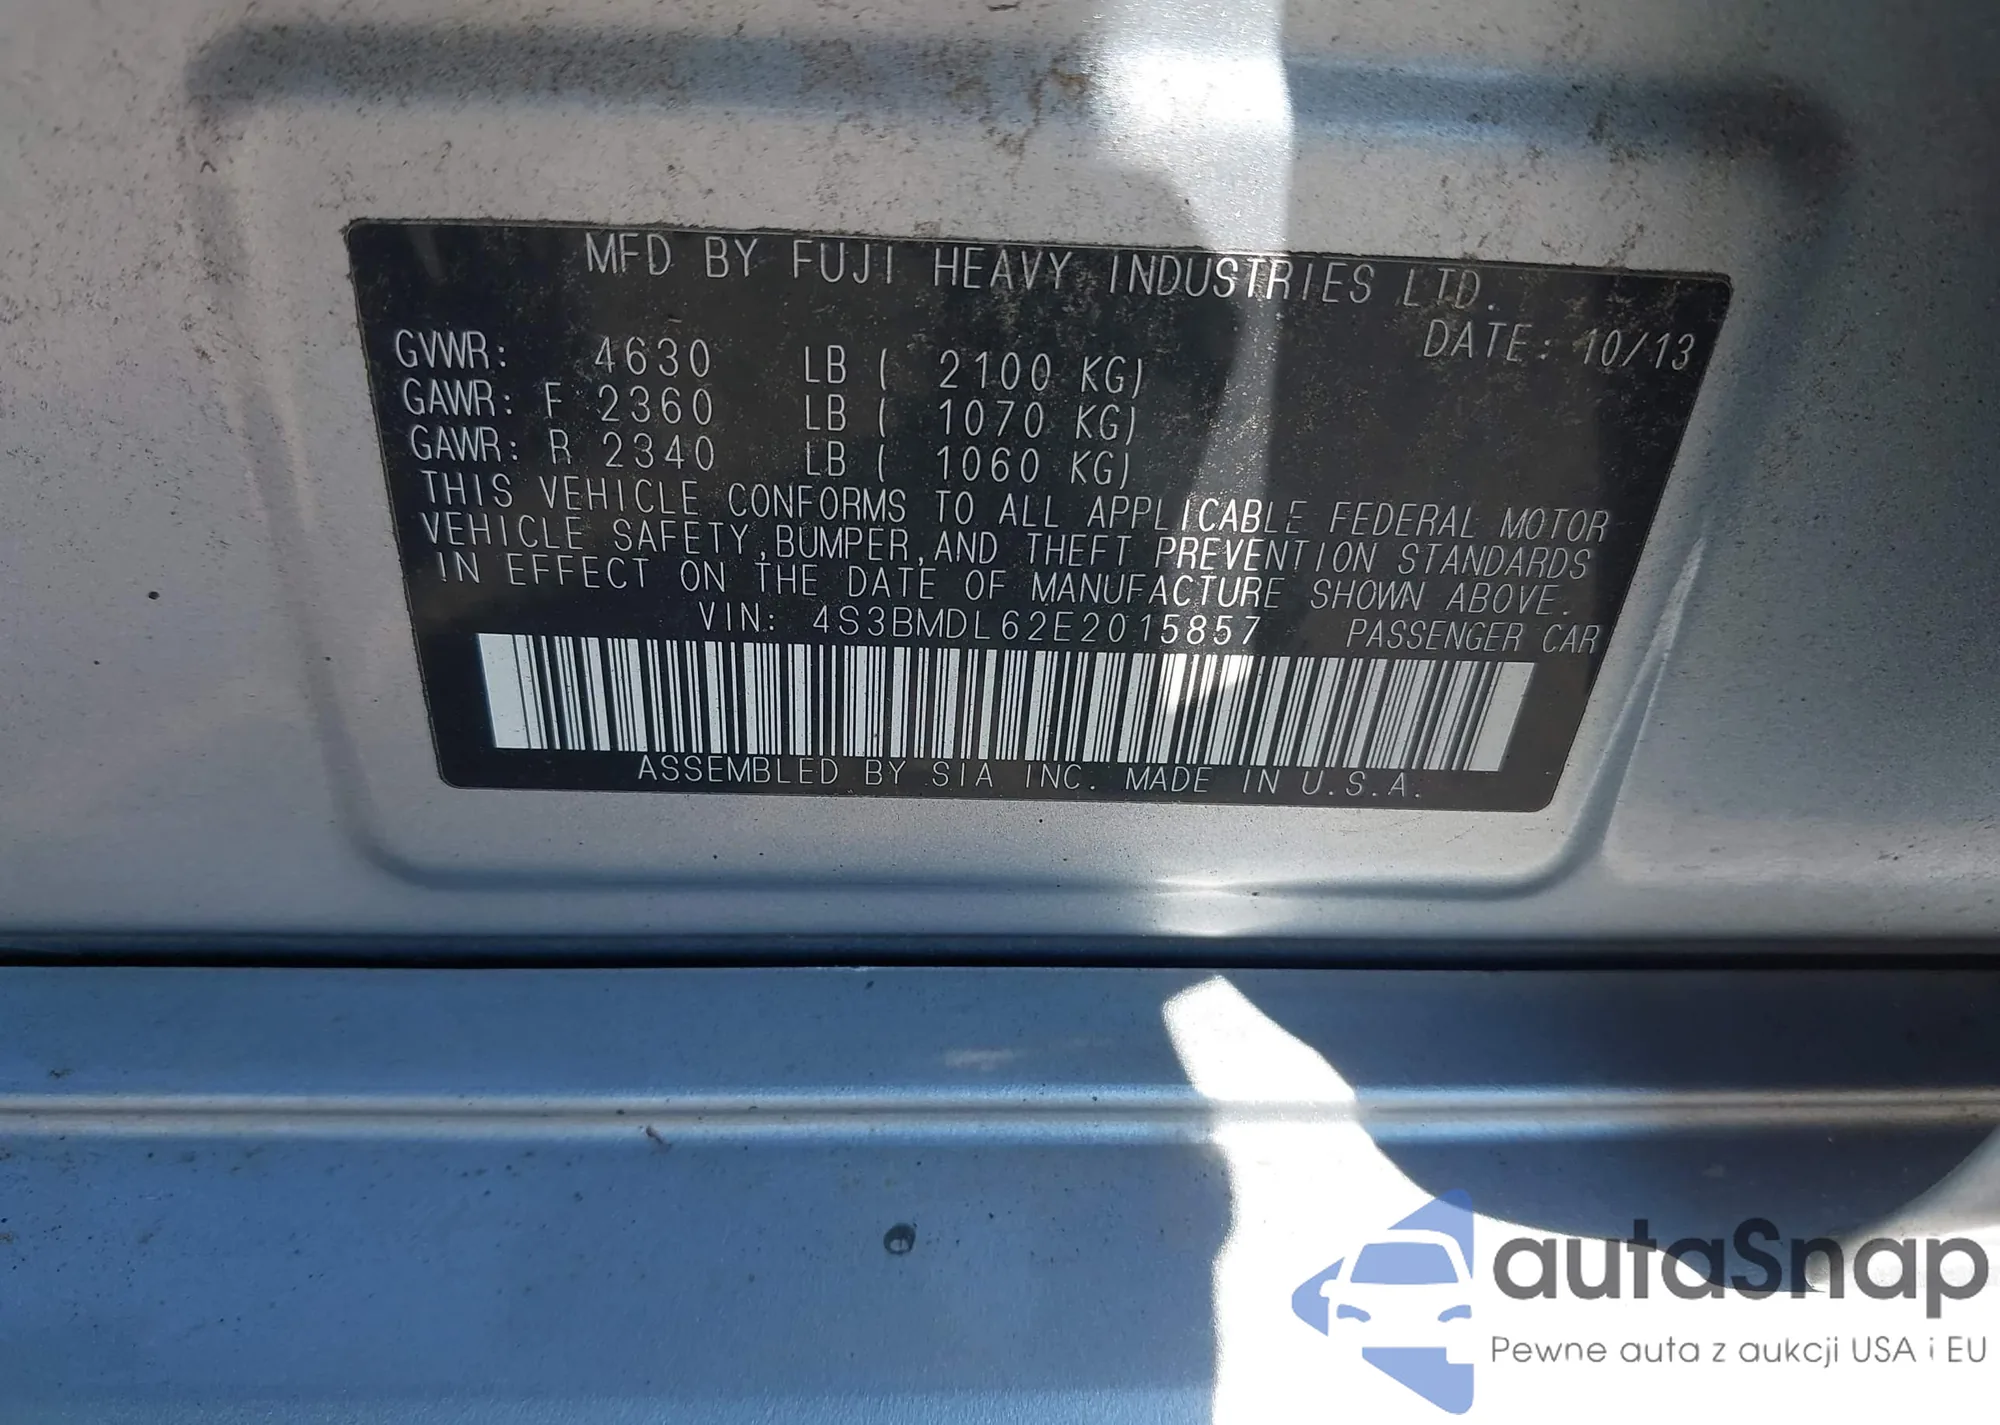 MFD BY FUJI HEAVY INDUSTRIES LTD.
DATE: 10/13
GVWR: 4630 LB ( 2100 KG)
GAWR: F 2360 LB ( 1070 KG)
GAWR: R 2340 LB ( 1060 KG)
THIS VEHICLE CONFORMS TO ALL APPLICABLE FEDERAL MOTOR
VEHICLE SAFETY, BUMPER, AND THEFT PREVENTION STANDARDS
IN EFFECT ON THE DATE OF MANUFACTURE SHOWN ABOVE.
VIN: 4S3BMDL62E2015857 PASSENGER CAR
ASSEMBLED BY SIA INC. MADE IN U.S.A.
autaSnap
Pewne auta z aukcji USA i EU